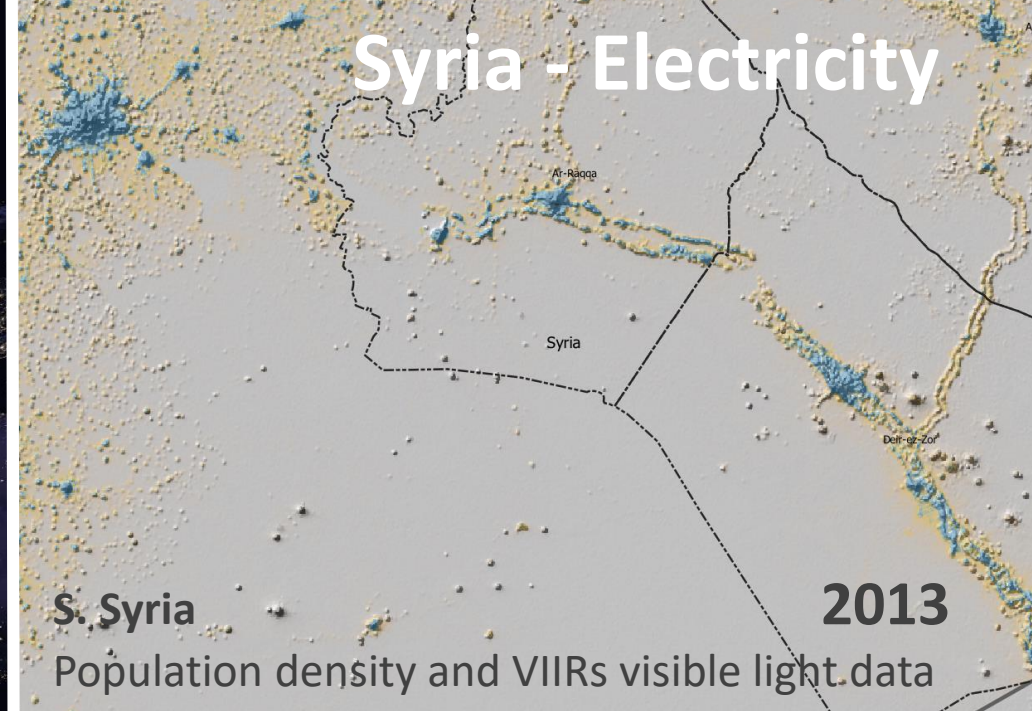 Syria - Electricity
Ar-Raqqa
Syria
Deir-ez-Zor
S. Syria
2013
Population density and VIIRs visible light data